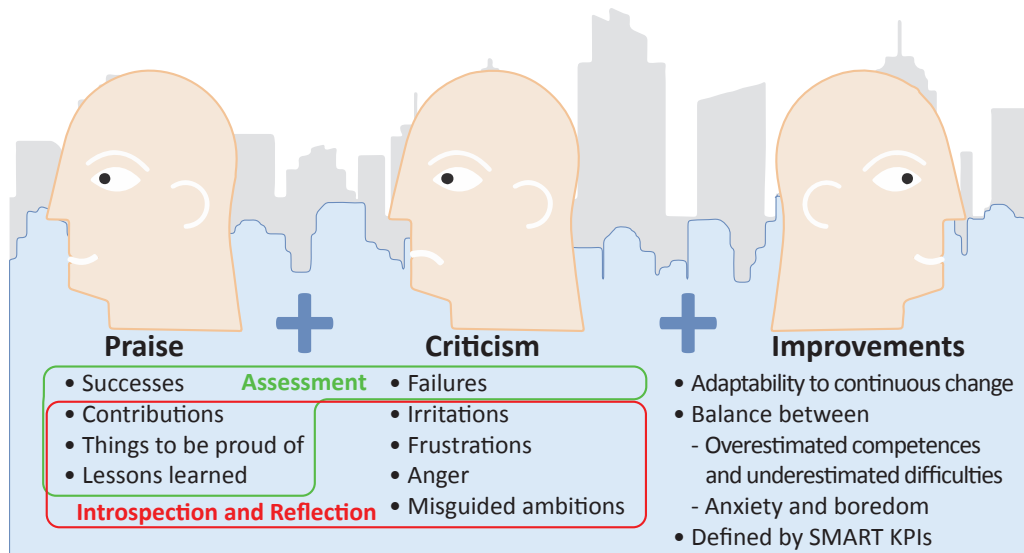 Praise
• Successes
• Contributions
• Things to be proud of
• Lessons learned
Assessment
Introspection and Reflection
Criticism
• Failures
• Irritations
• Frustrations
• Anger
• Misguided ambitions
Improvements
• Adaptability to continuous change
• Balance between
- Overestimated competences
and underestimated difficulties
- Anxiety and boredom
• Defined by SMART KPIs